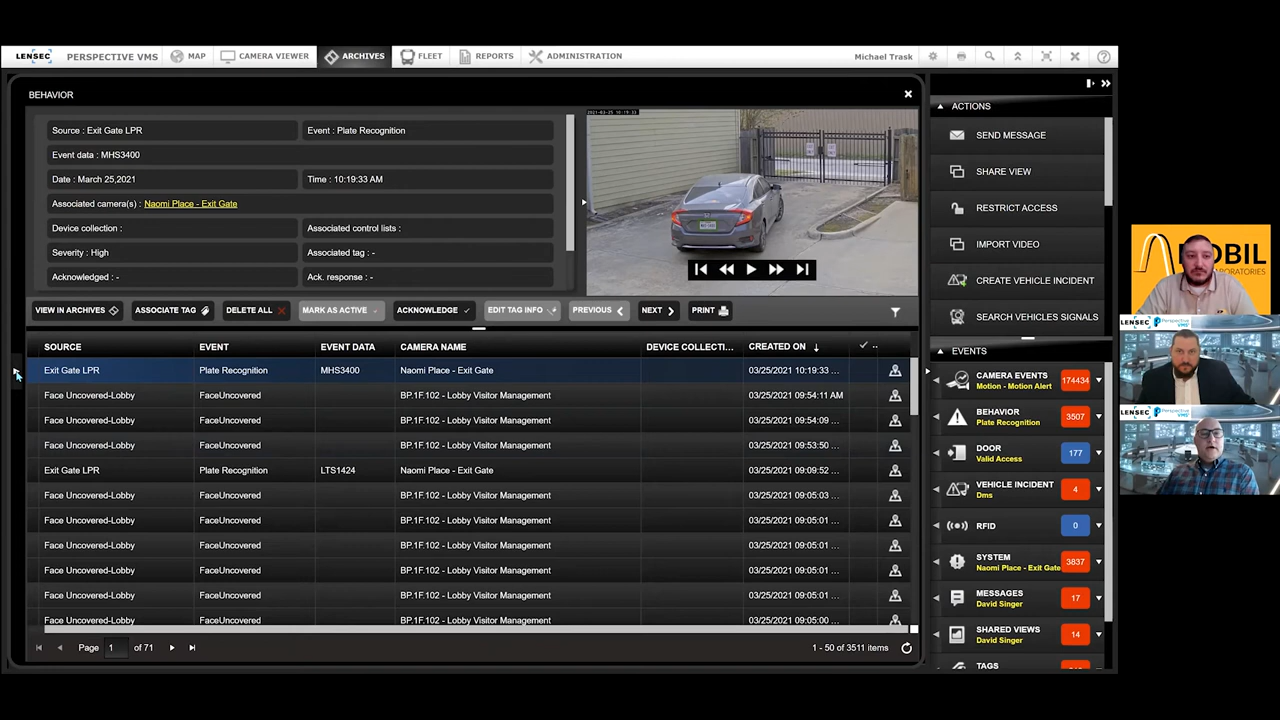 LENSEC PERSPECTIVE VMS MAP CAMERA VIEWER ARCHIVES FLEET REPORTS ADMINISTRATION Michael Trask
BEHAVIOR
Source : Exit Gate LPR Event : Plate Recognition
Event data : MHS3400
Date : March 25,2021 Time : 10:19:33 AM
Associated camera(s) : Naomi Place - Exit Gate
Device collection : Associated control lists :
Severity : High Associated tag : -
Acknowledged : - Ack. response : -
2021-03-25 10:19:33
VIEW IN ARCHIVES ASSOCIATE TAG DELETE ALL MARK AS ACTIVE ACKNOWLEDGE EDIT TAG INFO PREVIOUS NEXT PRINT
SOURCE EVENT EVENT DATA CAMERA NAME DEVICE COLLECTI... CREATED ON ..
Exit Gate LPR Plate Recognition MHS3400 Naomi Place - Exit Gate 03/25/2021 10:19:33 ...
Face Uncovered-Lobby FaceUncovered BP.1F.102 - Lobby Visitor Management 03/25/2021 09:54:11 AM
Face Uncovered-Lobby FaceUncovered BP.1F.102 - Lobby Visitor Management 03/25/2021 09:54:09 ...
Face Uncovered-Lobby FaceUncovered BP.1F.102 - Lobby Visitor Management 03/25/2021 09:53:50 ...
Exit Gate LPR Plate Recognition LTS1424 Naomi Place - Exit Gate 03/25/2021 09:09:52 ...
Face Uncovered-Lobby FaceUncovered BP.1F.102 - Lobby Visitor Management 03/25/2021 09:05:03 ...
Face Uncovered-Lobby FaceUncovered BP.1F.102 - Lobby Visitor Management 03/25/2021 09:05:01 ...
Face Uncovered-Lobby FaceUncovered BP.1F.102 - Lobby Visitor Management 03/25/2021 09:05:01 ...
Face Uncovered-Lobby FaceUncovered BP.1F.102 - Lobby Visitor Management 03/25/2021 09:05:01 ...
Face Uncovered-Lobby FaceUncovered BP.1F.102 - Lobby Visitor Management 03/25/2021 09:05:01 ...
Face Uncovered-Lobby FaceUncovered BP.1F.102 - Lobby Visitor Management 03/25/2021 09:05:00 ...
Page 1 of 71 1 - 50 of 3511 items
ACTIONS
SEND MESSAGE
SHARE VIEW
RESTRICT ACCESS
IMPORT VIDEO
CREATE VEHICLE INCIDENT
SEARCH VEHICLES SIGNALS
EVENTS
CAMERA EVENTS 174434
Motion - Motion Alert
BEHAVIOR 3507
Plate Recognition
DOOR 177
Valid Access
VEHICLE INCIDENT 4
Dms
RFID 0
SYSTEM 3837
Naomi Place - Exit Gate
MESSAGES 17
David Singer
SHARED VIEWS 14
David Singer
TAGS
OBIL
ORATORIES
LENSEC Perspective VMS
LENSEC Perspective VMS